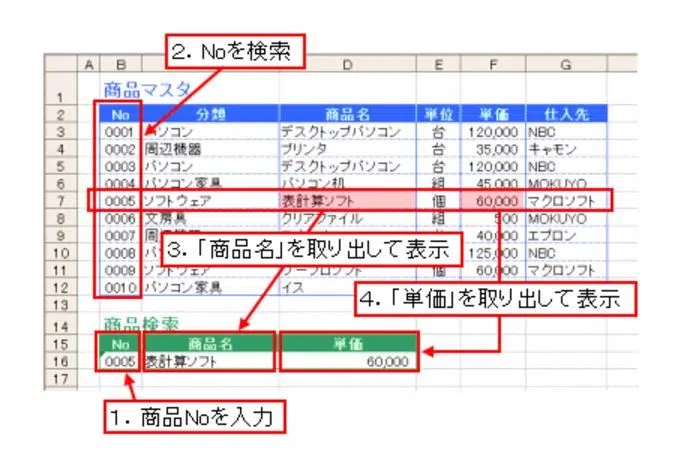 2. Noを検索
A B D E F G
1 商品マスタ
2 No 分類 商品名 単位 単価 仕入先
3 0001 パソコン デスクトップパソコン 台 120,000 NBC
4 0002 周辺機器 プリンタ 台 35,000 キャモン
5 0003 パソコン デスクトップパソコン 台 120,000 NBC
6 0004 パソコン家具 パソコン机 組 45,000 MOKUYO
7 0005 ソフトウェア 表計算ソフト 個 60,000 マクロソフト
8 0006 文房具 クリアファイル 組 500 MOKUYO
9 0007 40,000 エプロン
3. 「商品名」を取り出して表示
10 0008 125,000 NBC
11 0009 ソフトウェア ワープロソフト 個 60,000 マクロソフト
12 0010 パソコン家具 イス
4. 「単価」を取り出して表示
13
14 商品検索
15 No 商品名 単価
16 0005 表計算ソフト 60,000
17
1. 商品Noを入力